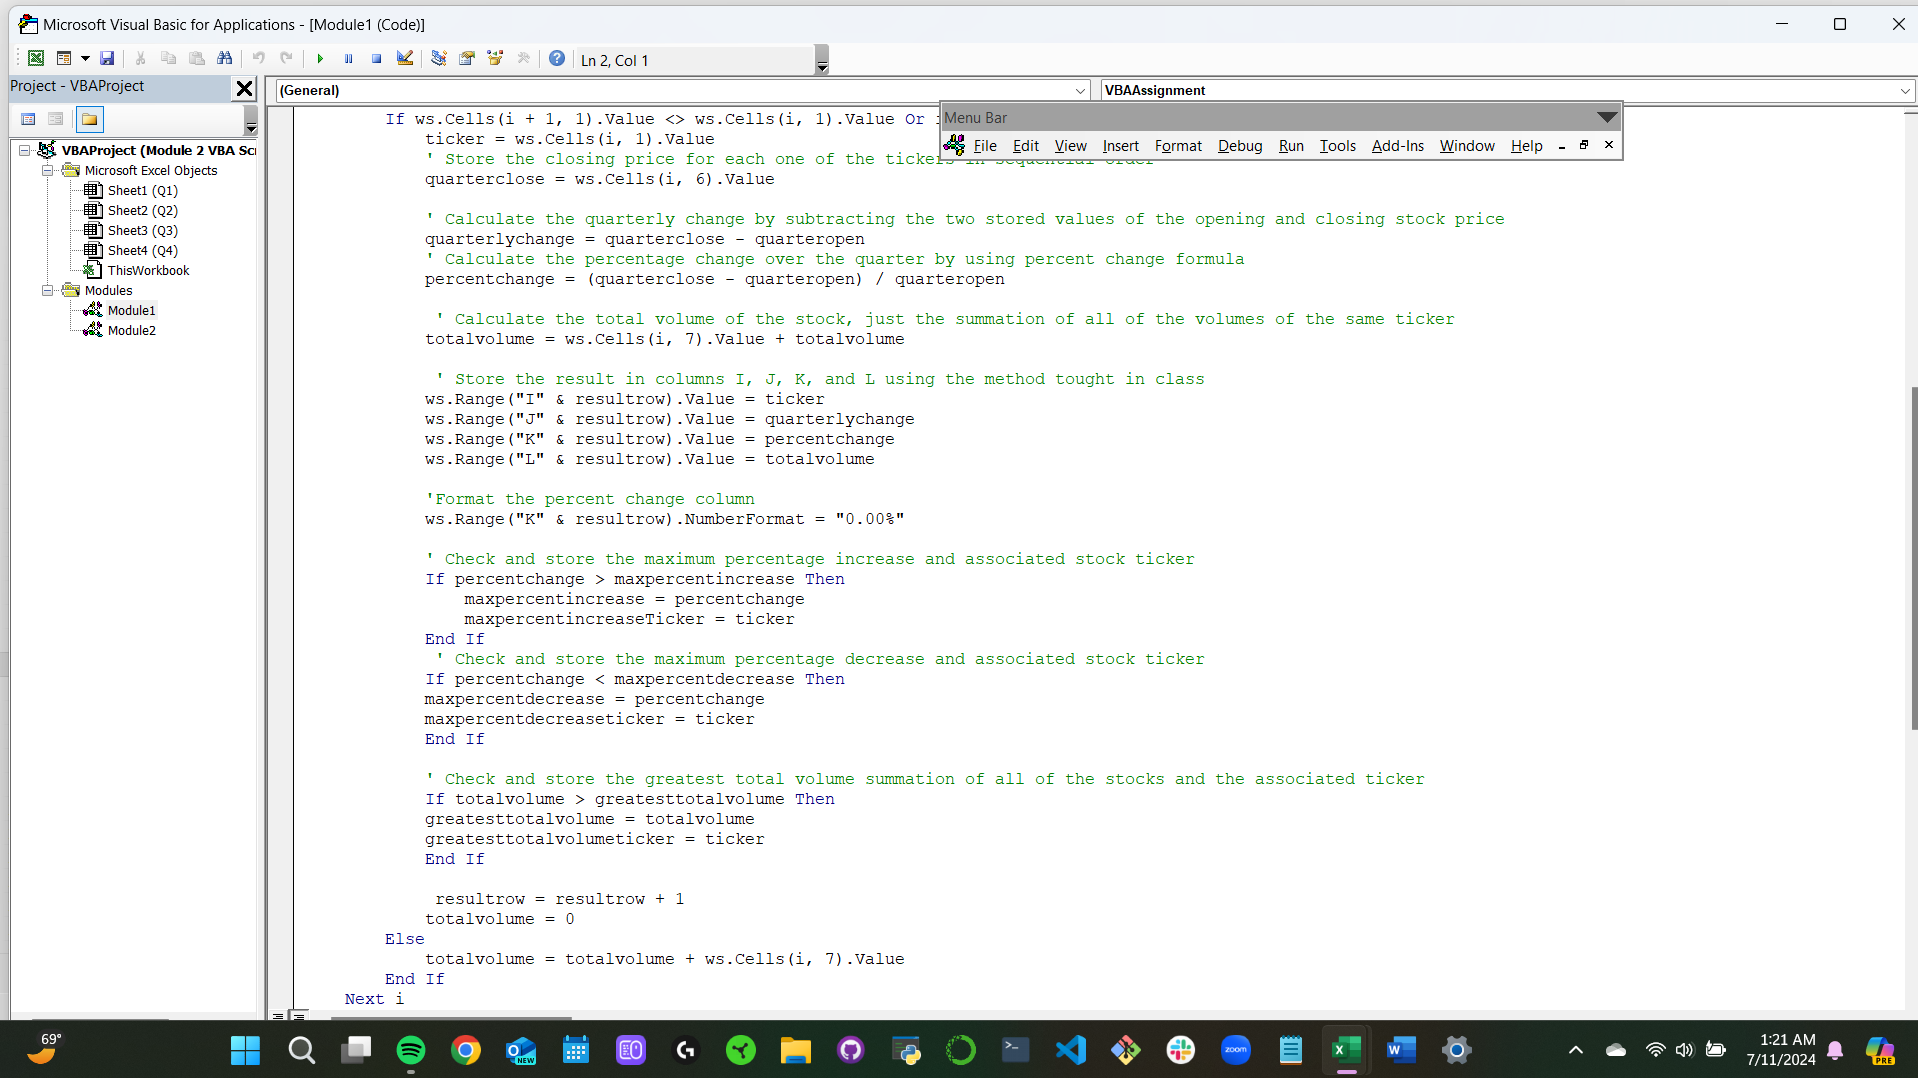 Microsoft Visual Basic for Applications - [Module1 (Code)]
Ln 2, Col 1
Project - VBAProject
(General)
VBAAssignment
Menu Bar
File Edit View Insert Format Debug Run Tools Add-Ins Window Help
VBAProject (Module 2 VBA Sc
Microsoft Excel Objects
Sheet1 (Q1)
Sheet2 (Q2)
Sheet3 (Q3)
Sheet4 (Q4)
ThisWorkbook
Modules
Module1
Module2
If ws.Cells(i + 1, 1).Value <> ws.Cells(i, 1).Value Or
ticker = ws.Cells(i, 1).Value
' Store the closing price for each one of the tickers in sequential order
quarterclose = ws.Cells(i, 6).Value
' Calculate the quarterly change by subtracting the two stored values of the opening and closing stock price
quarterlychange = quarterclose - quarteropen
' Calculate the percentage change over the quarter by using percent change formula
percentchange = (quarterclose - quarteropen) / quarteropen
' Calculate the total volume of the stock, just the summation of all of the volumes of the same ticker
totalvolume = ws.Cells(i, 7).Value + totalvolume
' Store the result in columns I, J, K, and L using the method tought in class
ws.Range("I" & resultrow).Value = ticker
ws.Range("J" & resultrow).Value = quarterlychange
ws.Range("K" & resultrow).Value = percentchange
ws.Range("L" & resultrow).Value = totalvolume
'Format the percent change column
ws.Range("K" & resultrow).NumberFormat = "0.00%"
' Check and store the maximum percentage increase and associated stock ticker
If percentchange > maxpercentincrease Then
maxpercentincrease = percentchange
maxpercentincreaseTicker = ticker
End If
' Check and store the maximum percentage decrease and associated stock ticker
If percentchange < maxpercentdecrease Then
maxpercentdecrease = percentchange
maxpercentdecreaseticker = ticker
End If
' Check and store the greatest total volume summation of all of the stocks and the associated ticker
If totalvolume > greatesttotalvolume Then
greatesttotalvolume = totalvolume
greatesttotalvolumeticker = ticker
End If
resultrow = resultrow + 1
totalvolume = 0
Else
totalvolume = totalvolume + ws.Cells(i, 7).Value
End If
Next i
69°
NEW
zoom
1:21 AM
7/11/2024
PRE